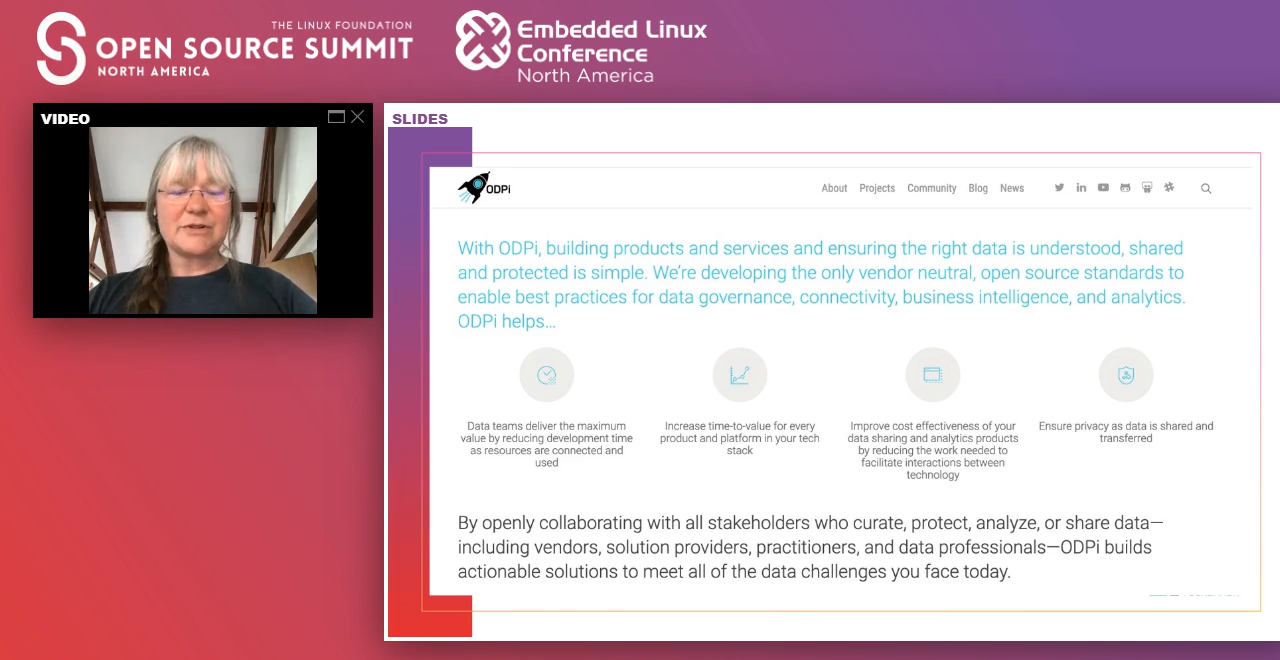 THE LINUX FOUNDATION
OPEN SOURCE SUMMIT
NORTH AMERICA
Embedded Linux
Conference
North America
VIDEO
SLIDES
ODPi
About Projects Community Blog News
With ODPi, building products and services and ensuring the right data is understood, shared
and protected is simple. We're developing the only vendor neutral, open source standards to
enable best practices for data governance, connectivity, business intelligence, and analytics.
ODPi helps...
Data teams deliver the maximum
value by reducing development time
as resources are connected and
used
Increase time-to-value for every
product and platform in your tech
stack
Improve cost effectiveness of your
data sharing and analytics products
by reducing the work needed to
facilitate interactions between
technology
Ensure privacy as data is shared and
transferred
By openly collaborating with all stakeholders who curate, protect, analyze, or share data—
including vendors, solution providers, practitioners, and data professionals—ODPi builds
actionable solutions to meet all of the data challenges you face today.